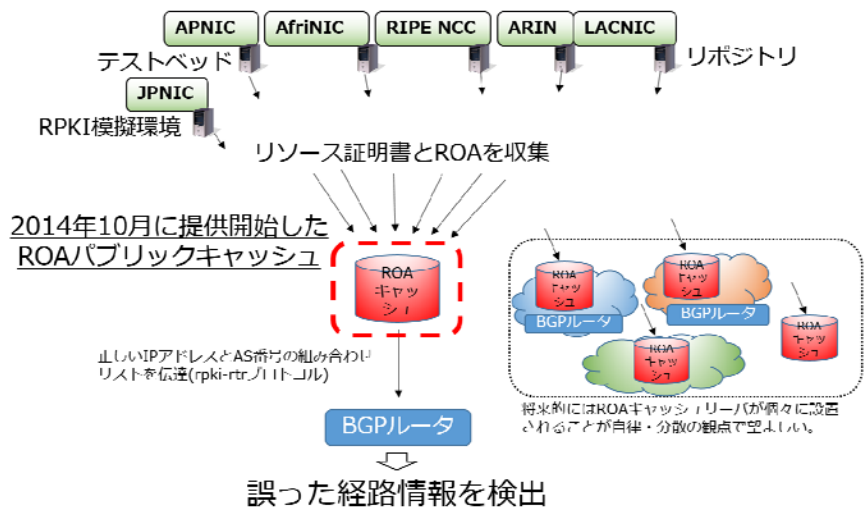 APNIC
AfriNIC
RIPE NCC
ARIN
LACNIC
テストベッド
リポジトリ
JPNIC
RPKI模擬環境
リソース証明書とROAを収集
2014年10月に提供開始した
ROAパブリックキャッシュ
ROA
キャッ
シュ
正しいIPアドレスとAS番号の組み合わせ
リストを伝達(rpki-rtrプロトコル)
BGPルータ
誤った経路情報を検出
ROA
キャッ
シュ
BGPルータ
ROA
キャッ
シュ
BGPルータ
ROA
キャッ
シュ
ROA
キャッ
シュ
将来的にはROAキャッシュサーバが個々に設置
されることが自律・分散の観点で望ましい。